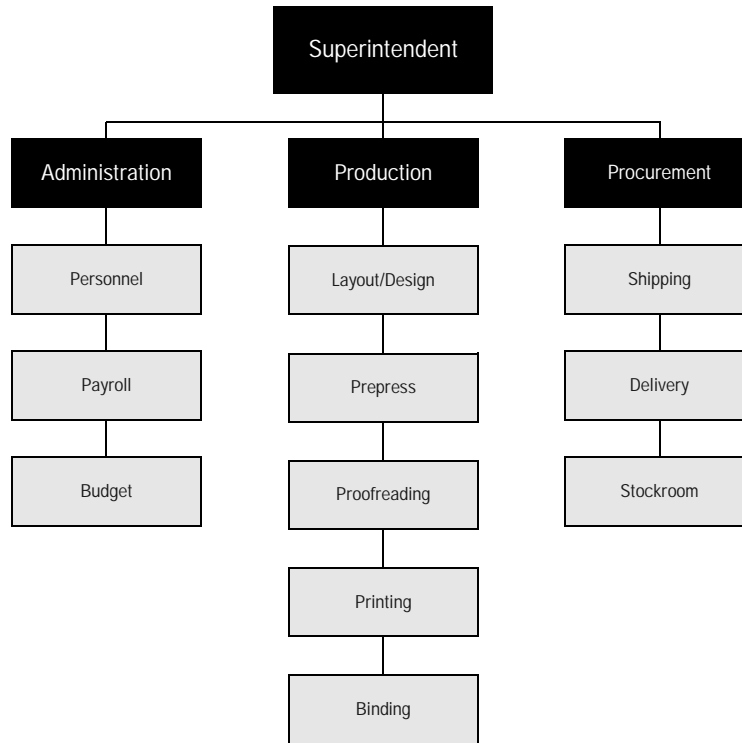 Superintendent
Administration
Production
Procurement
Personnel
Layout/Design
Shipping
Payroll
Prepress
Delivery
Budget
Proofreading
Stockroom
Printing
Binding